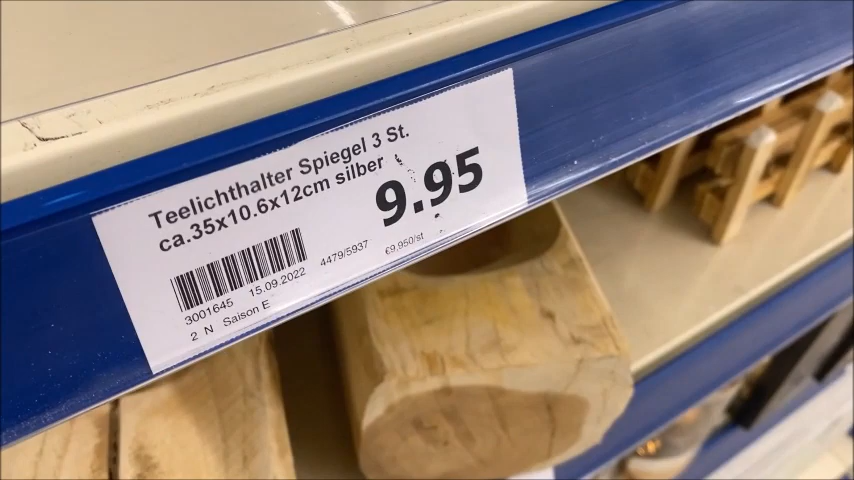 Teelichthalter Spiegel 3 St.
ca.35x10.6x12cm silber
9.95
3001645 15.09.2022 4479/5937 €9,950/st
2 N Saison E